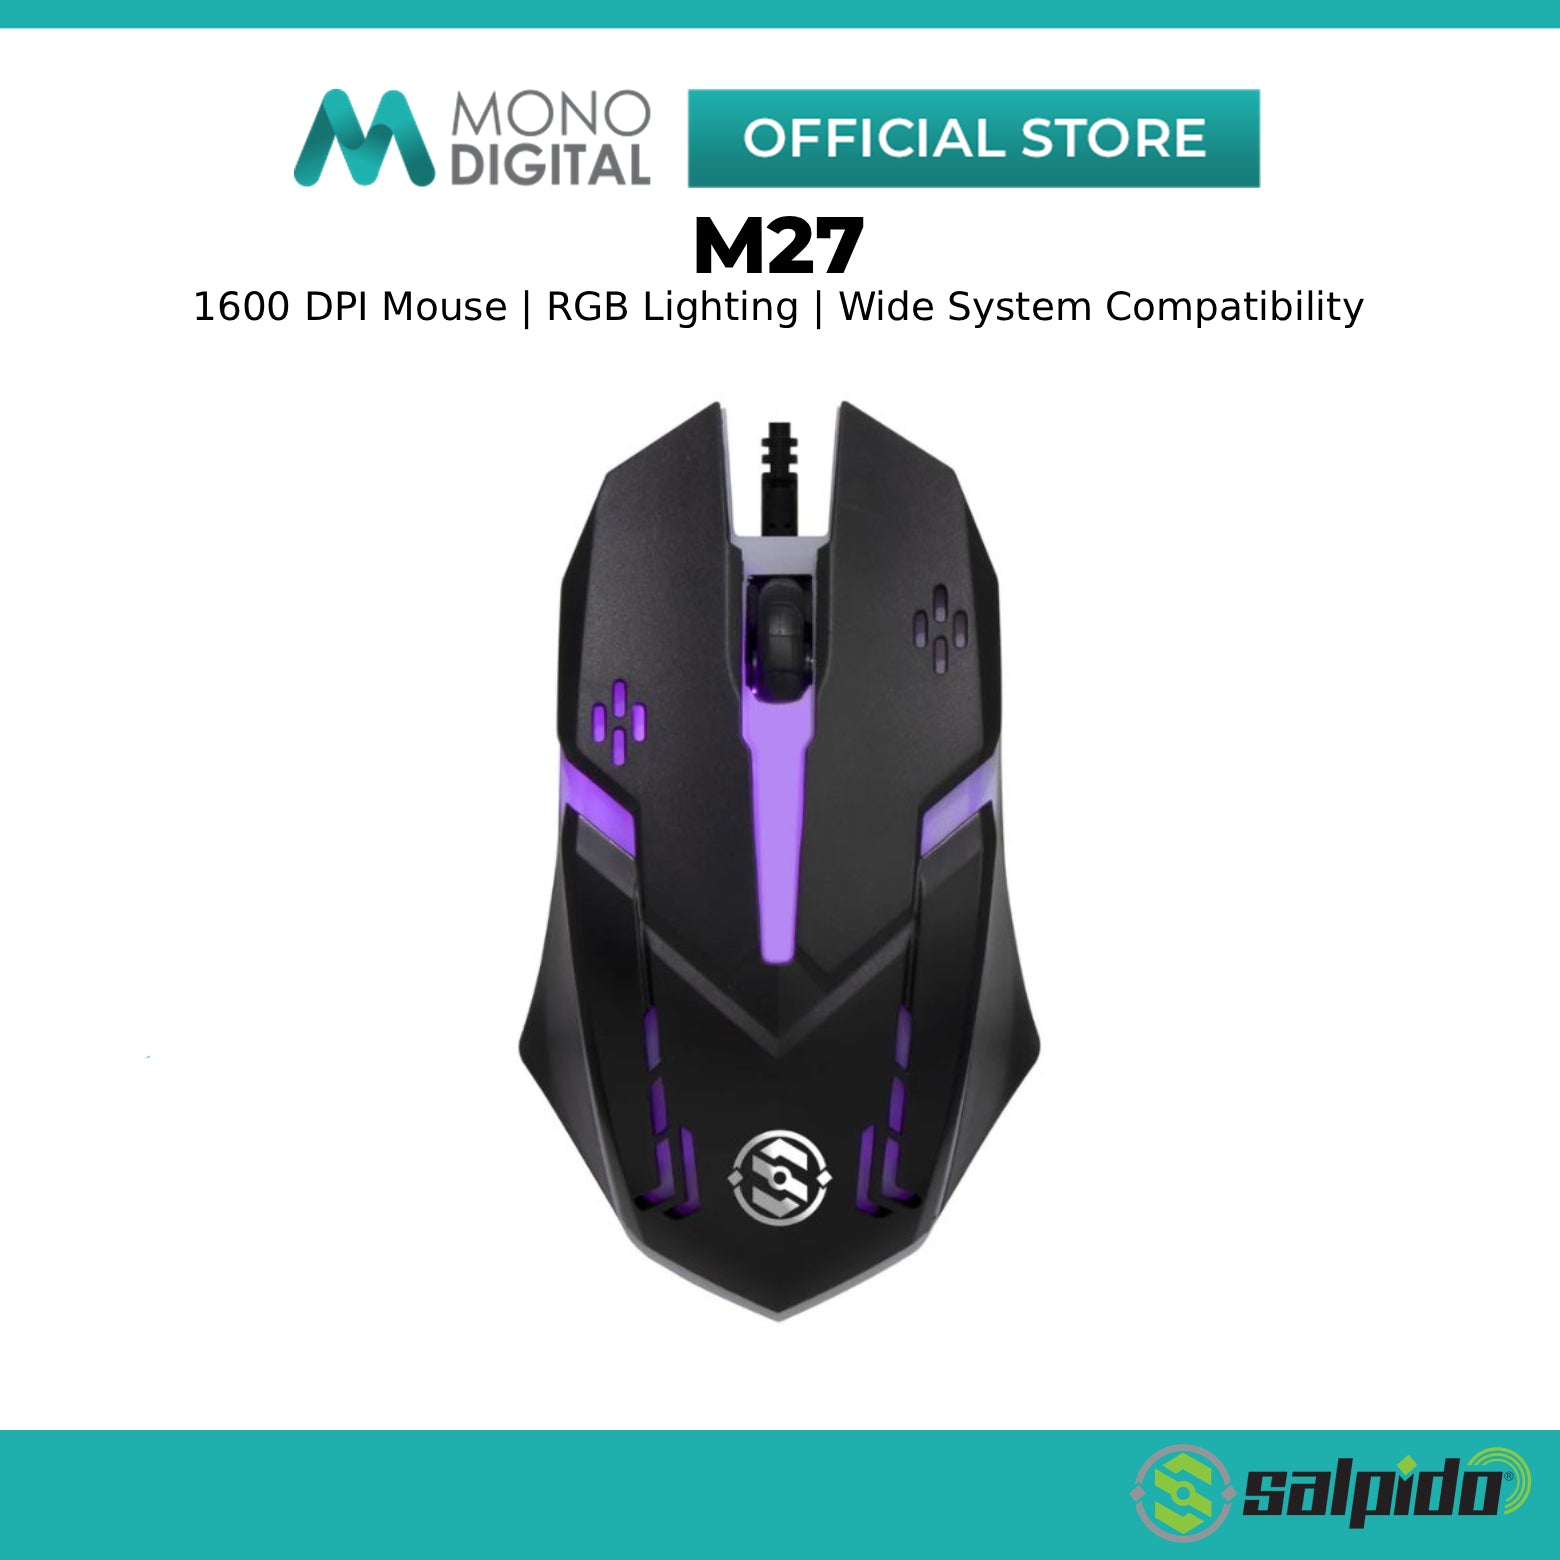 MONO
DIGITAL
OFFICIAL STORE
M27
1600 DPI Mouse | RGB Lighting | Wide System Compatibility
salpido®